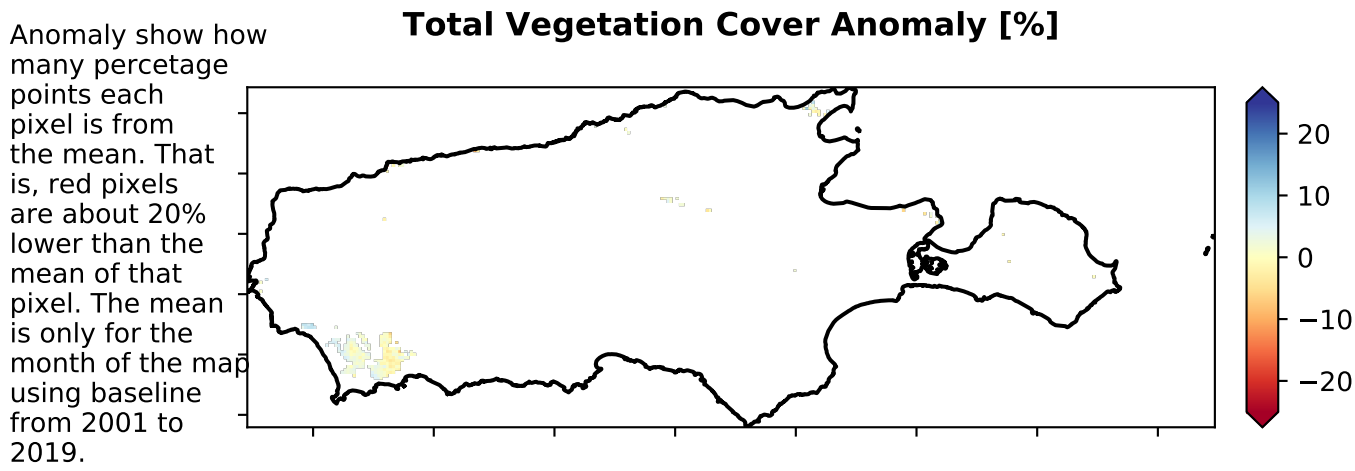 Total Vegetation Cover Anomaly [%]
Anomaly show how
many percetage
points each
pixel is from
the mean. That
is, red pixels
are about 20%
lower than the
mean of that
pixel. The mean
is only for the
month of the map
using baseline
from 2001 to
2019.
20
10
0
−10
−20